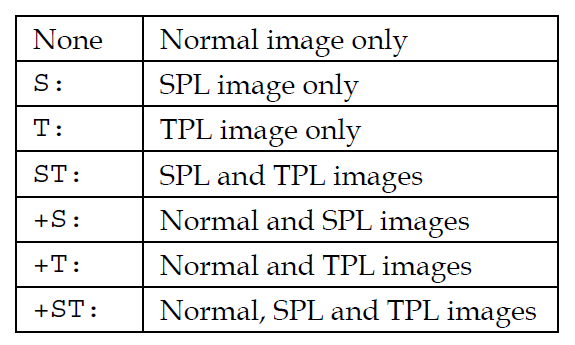 None Normal image only
S: SPL image only
T: TPL image only
ST: SPL and TPL images
+S: Normal and SPL images
+T: Normal and TPL images
+ST: Normal, SPL and TPL images